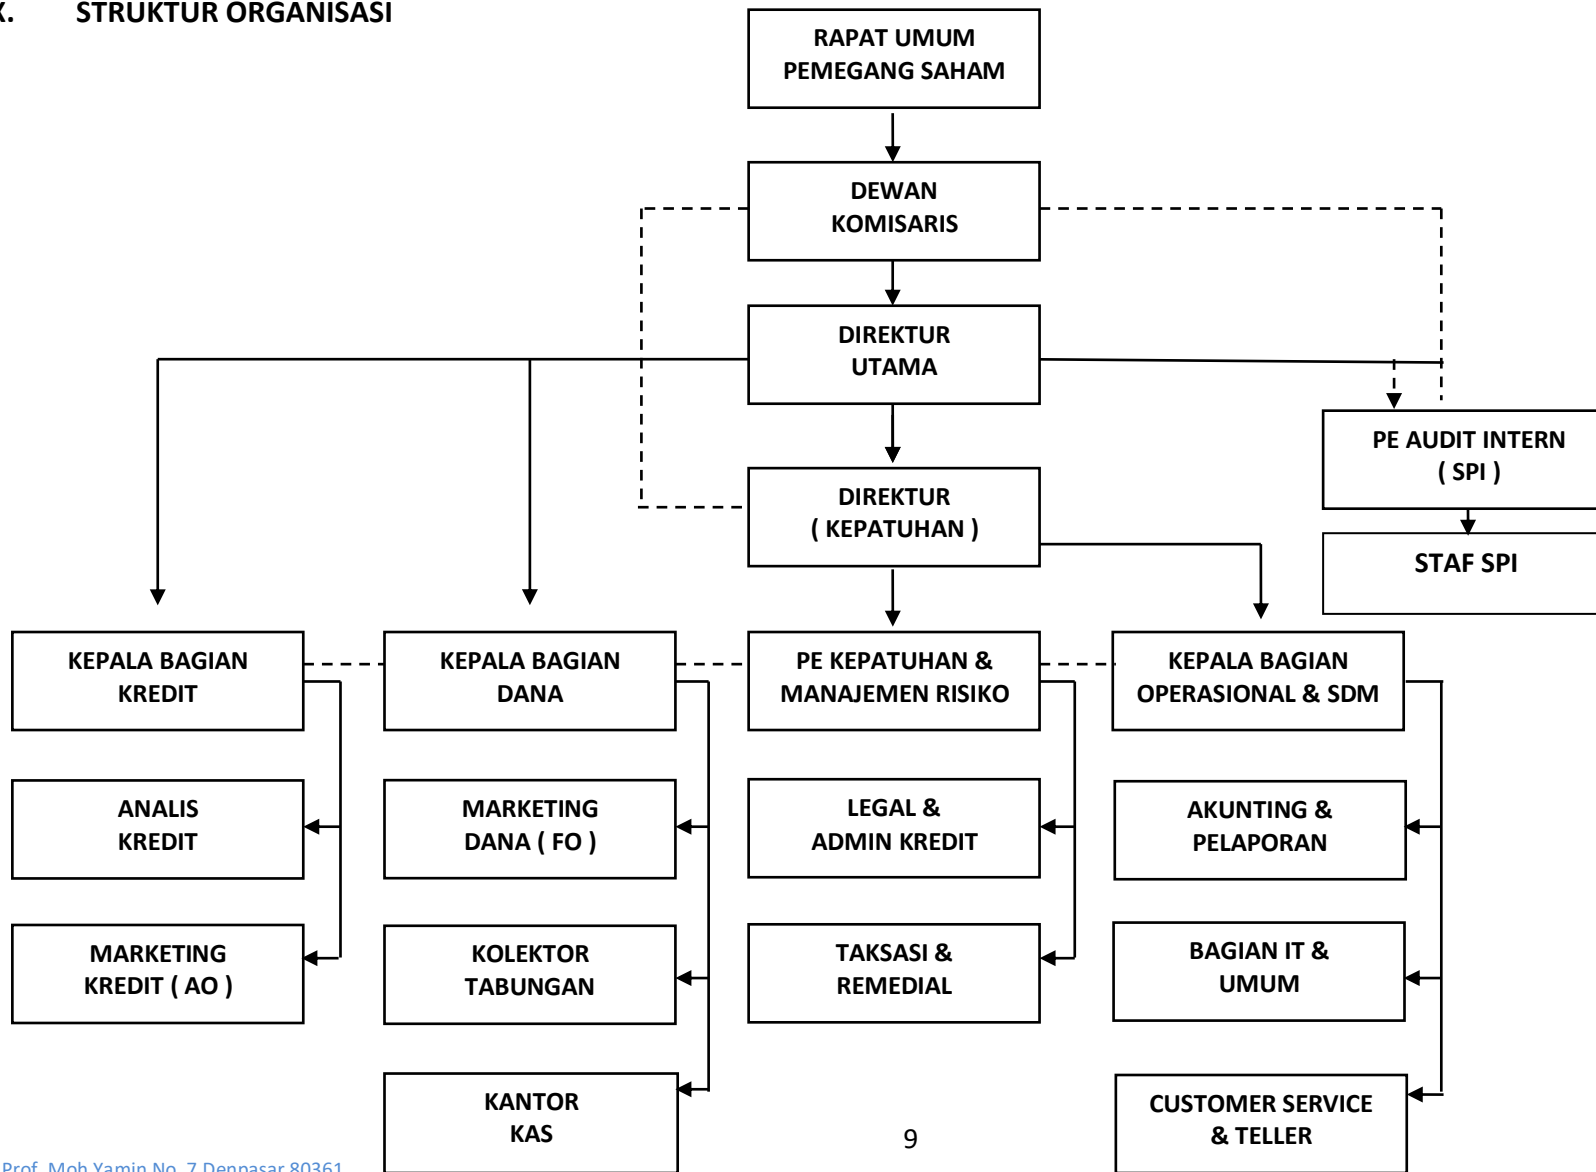 X. STRUKTUR ORGANISASI
RAPAT UMUM
PEMEGANG SAHAM
DEWAN
KOMISARIS
DIREKTUR
UTAMA
PE AUDIT INTERN
( SPI )
DIREKTUR
( KEPATUHAN )
STAF SPI
KEPALA BAGIAN
KREDIT
KEPALA BAGIAN
DANA
PE KEPATUHAN &
MANAJEMEN RISIKO
KEPALA BAGIAN
OPERASIONAL & SDM
ANALIS
KREDIT
MARKETING
DANA ( FO )
LEGAL &
ADMIN KREDIT
AKUNTING &
PELAPORAN
MARKETING
KREDIT ( AO )
KOLEKTOR
TABUNGAN
TAKSASI &
REMEDIAL
BAGIAN IT &
UMUM
KANTOR
KAS
CUSTOMER SERVICE
& TELLER
9
Prof. Moh Yamin No. 7 Denpasar 80361